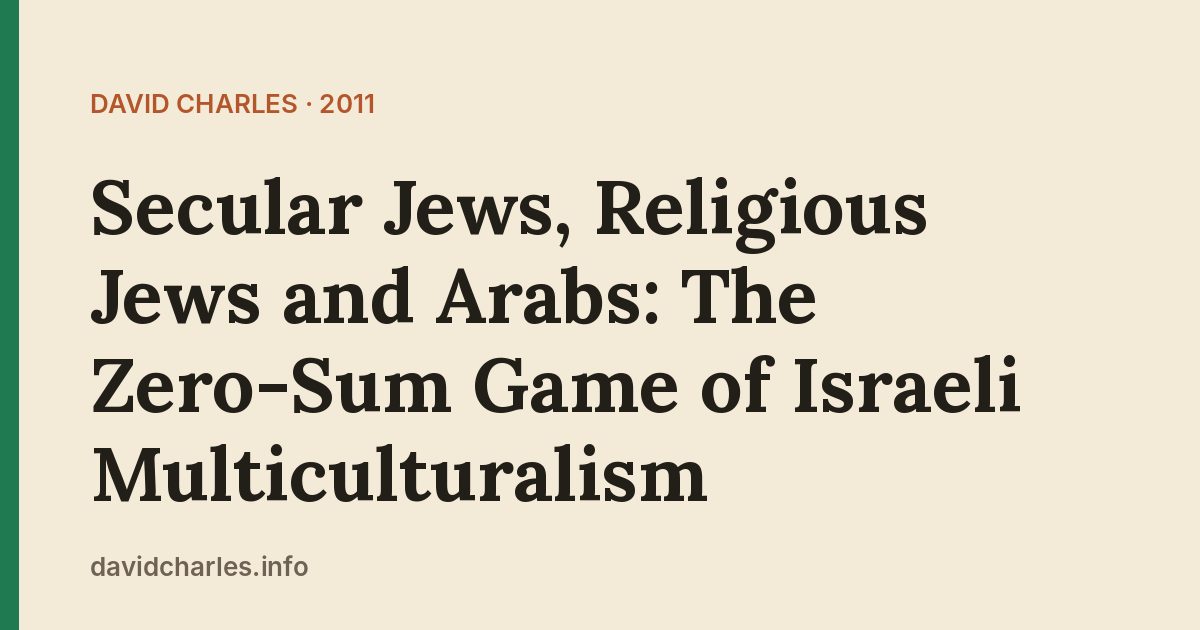 DAVID CHARLES · 2011
Secular Jews, Religious
Jews and Arabs: The
Zero-Sum Game of Israeli
Multiculturalism
davidcharles.info